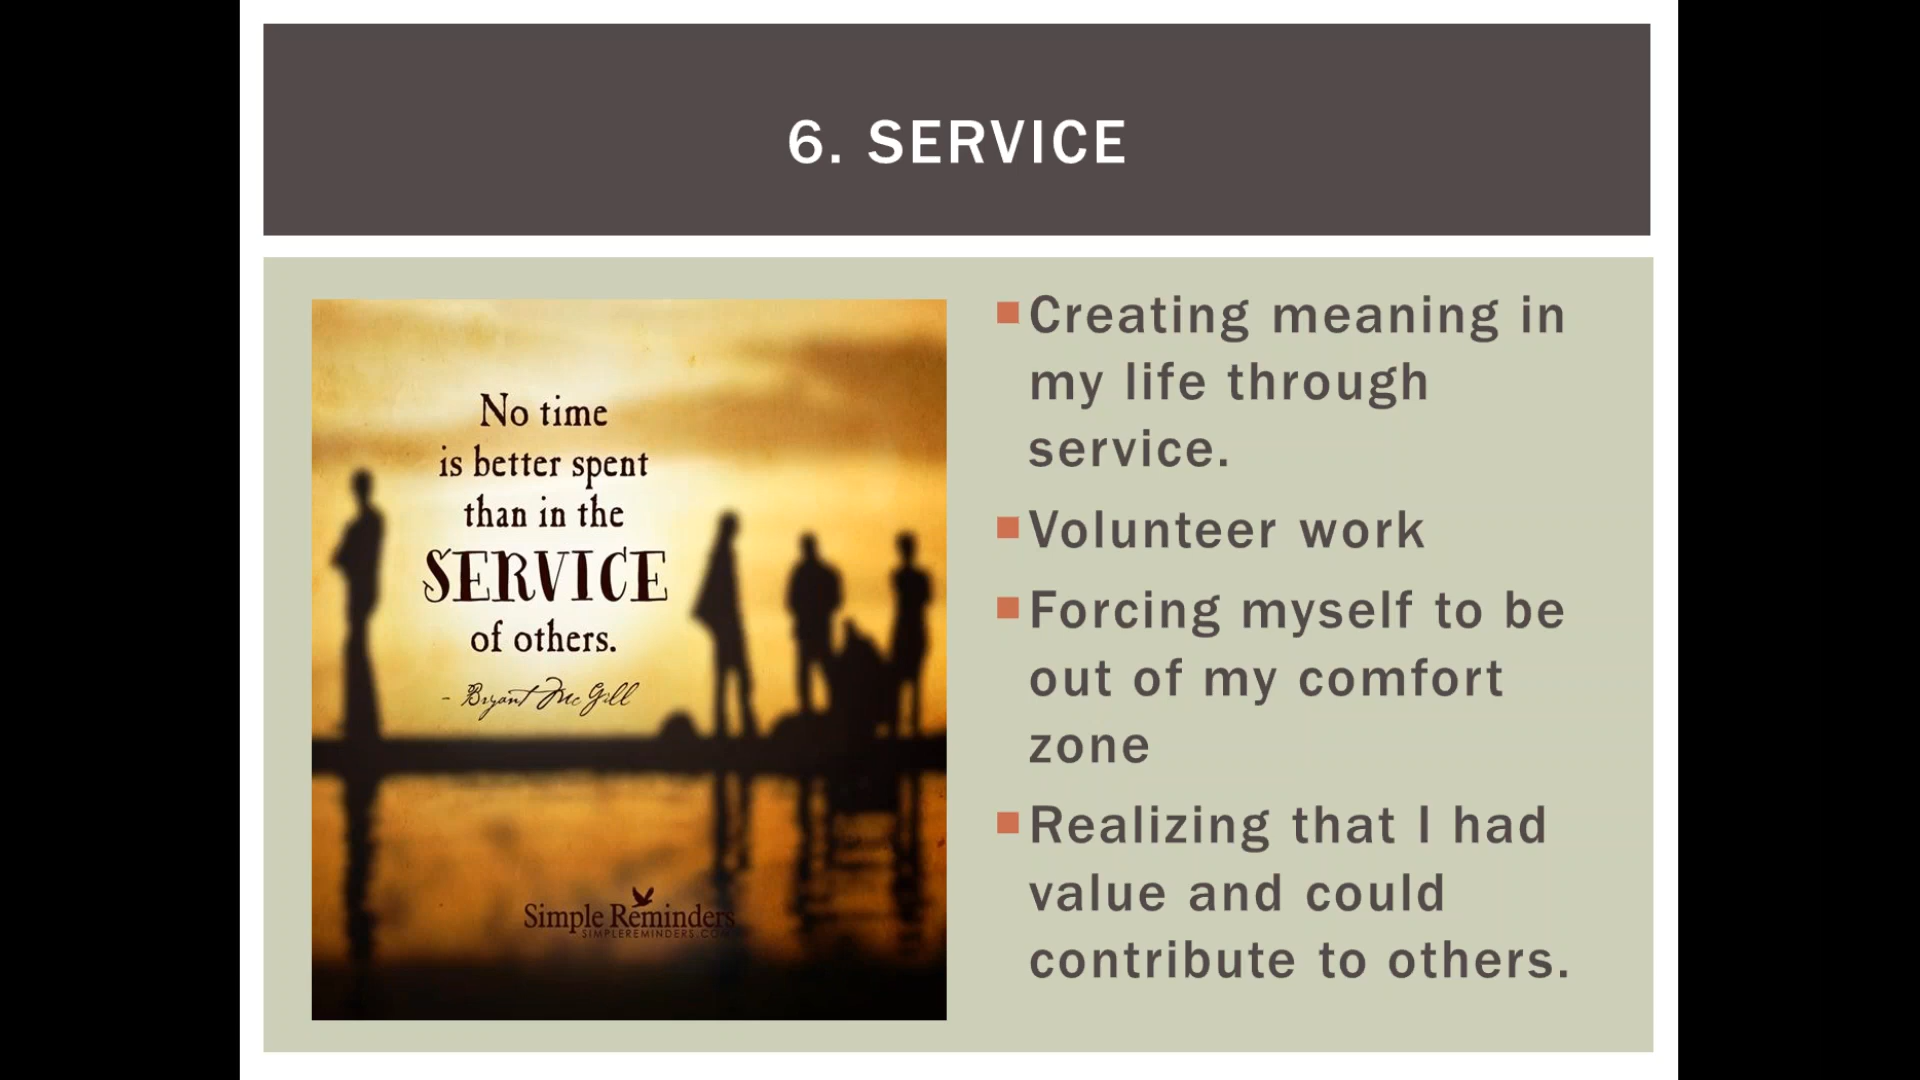 6. SERVICE
No time
is better spent
than in the
SERVICE
of others.
- Bryant McGill
Simple Reminders
SIMPLEREMINDERS.COM
Creating meaning in
my life through
service.
Volunteer work
Forcing myself to be
out of my comfort
zone
Realizing that I had
value and could
contribute to others.